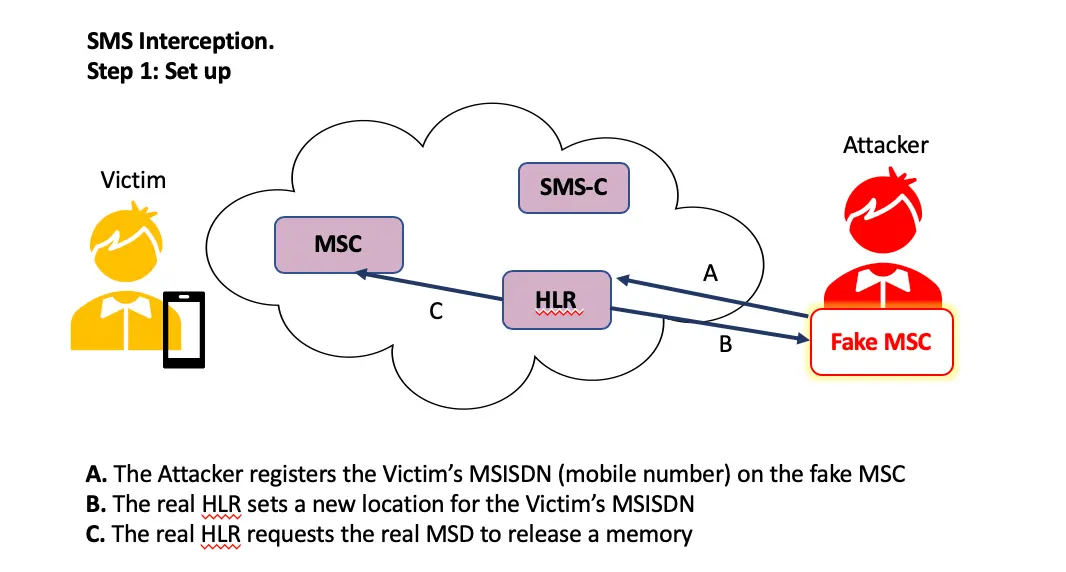 SMS Interception.
Step 1: Set up
Attacker
Victim
SMS-C
MSC
A
HLR
C
B
Fake MSC
A. The Attacker registers the Victim’s MSISDN (mobile number) on the fake MSC
B. The real HLR sets a new location for the Victim’s MSISDN
C. The real HLR requests the real MSD to release a memory